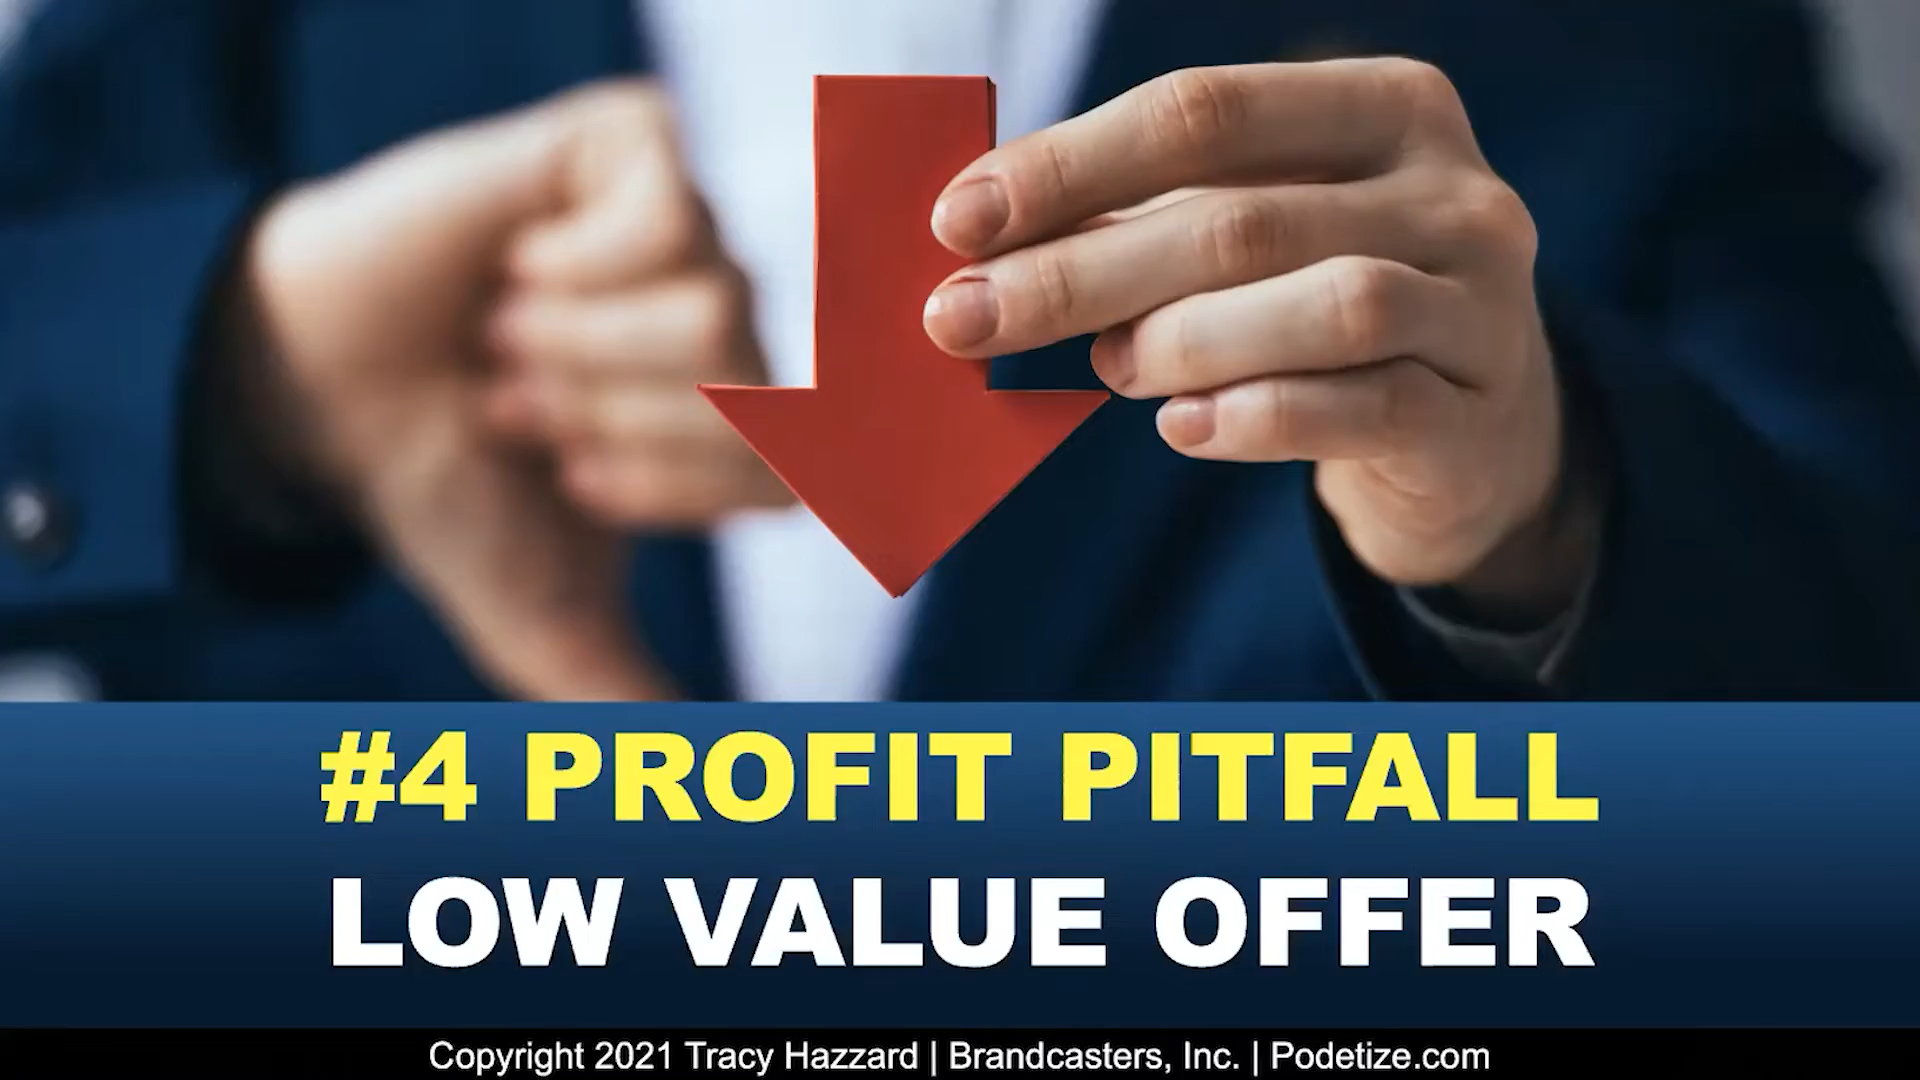 #4 PROFIT PITFALL
LOW VALUE OFFER
Copyright 2021 Tracy Hazzard | Brandcasters, Inc. | Podetize.com